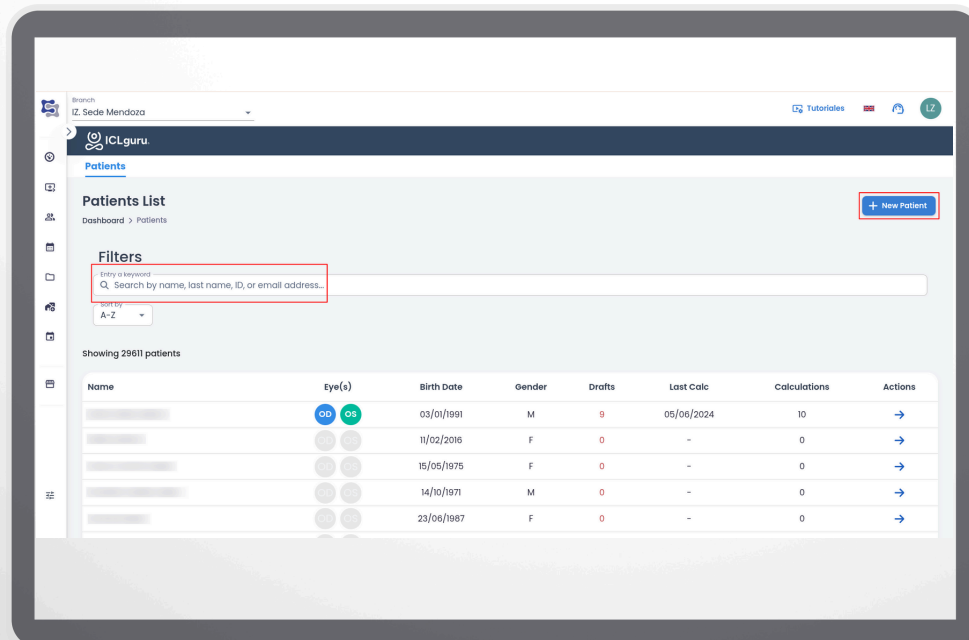 Branch
IZ. Sede Mendoza
Tutoriales
LZ
ICLguru.
Patients
Patients List
Dashboard > Patients
+ New Patient
Filters
Entry a keyword
Search by name, last name, ID, or email address...
Sort by
A-Z
Showing 29611 patients
Name Eye(s) Birth Date Gender Drafts Last Calc Calculations Actions
OD OS 03/01/1991 M 9 05/06/2024 10
OD OS 11/02/2016 F 0 - 0
OD OS 15/05/1975 F 0 - 0
OD OS 14/10/1971 M 0 - 0
OD OS 23/06/1987 F 0 - 0